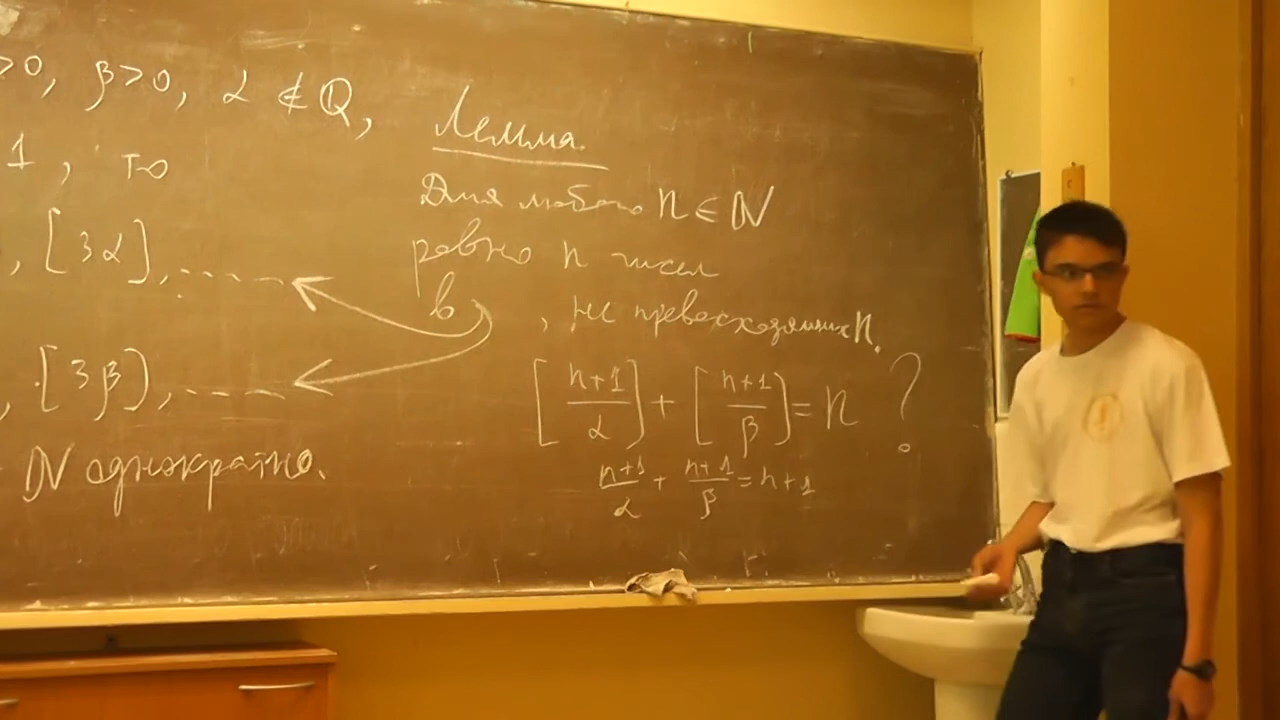 >0, β>0, α ∉ ℚ,
1, то
, [3α], ....
, [3β], ....
ℕ однократно.
Лемма.
Для любого n ∈ ℕ
ровно n чисел
в , не превосходящих n.
[n+1/α] + [n+1/β] = n ?
n+1/α + n+1/β = n+1